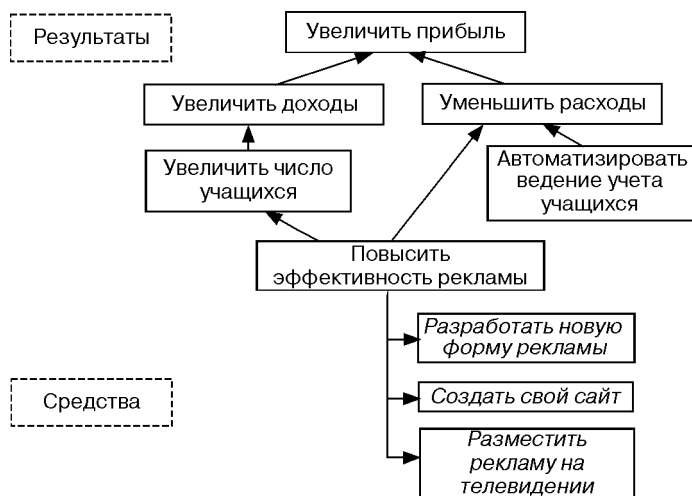 Результаты
Увеличить прибыль
Увеличить доходы
Уменьшить расходы
Увеличить число
учащихся
Автоматизировать
ведение учета
учащихся
Повысить
эффективность рекламы
Разработать новую
форму рекламы
Средства
Создать свой сайт
Разместить
рекламу на
телевидении